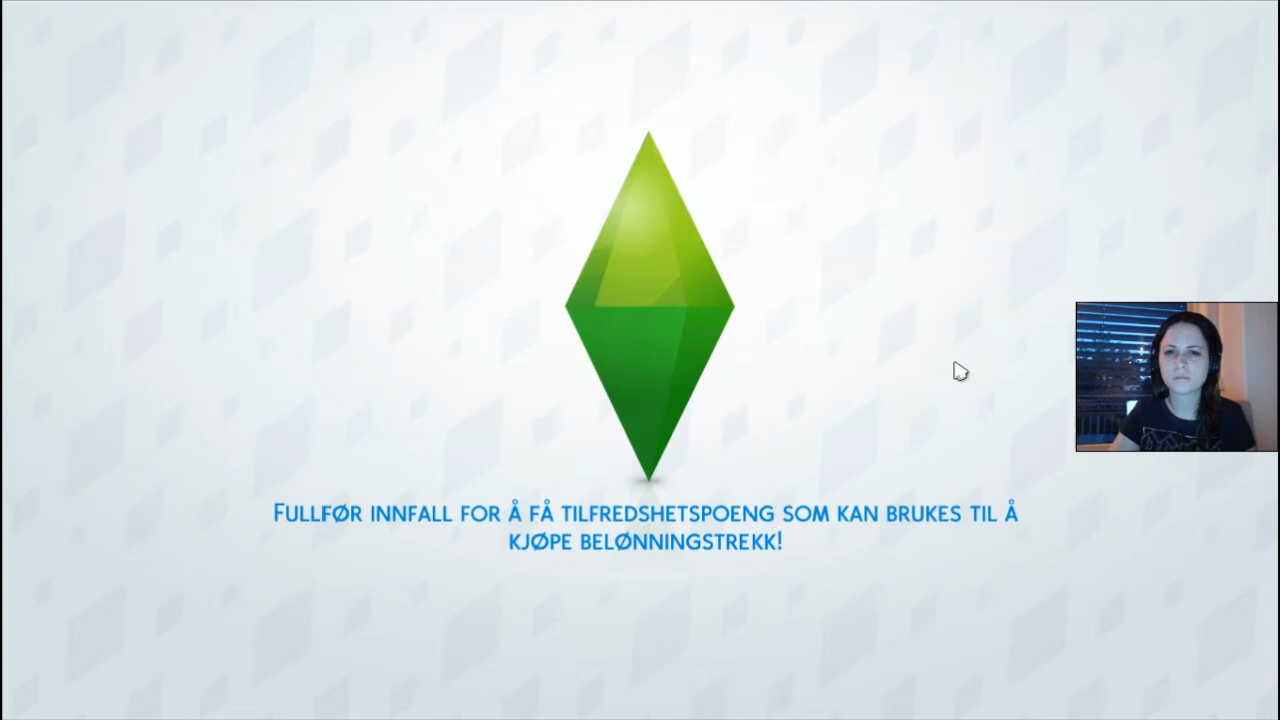 FULLFØR INNFALL FOR Å FÅ TILFREDSHETSPOENG SOM KAN BRUKES TIL Å
KJØPE BELØNNINGSTREKK!